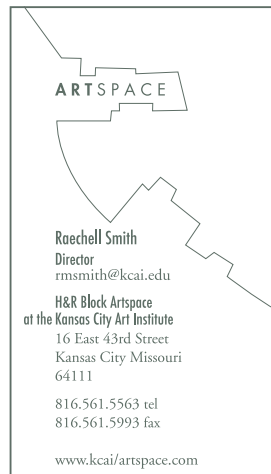 ARTSPACE
Raechell Smith
Director
rmsmith@kcai.edu
H&R Block Artspace
at the Kansas City Art Institute
16 East 43rd Street
Kansas City Missouri
64111
816.561.5563 tel
816.561.5993 fax
www.kcai/artspace.com